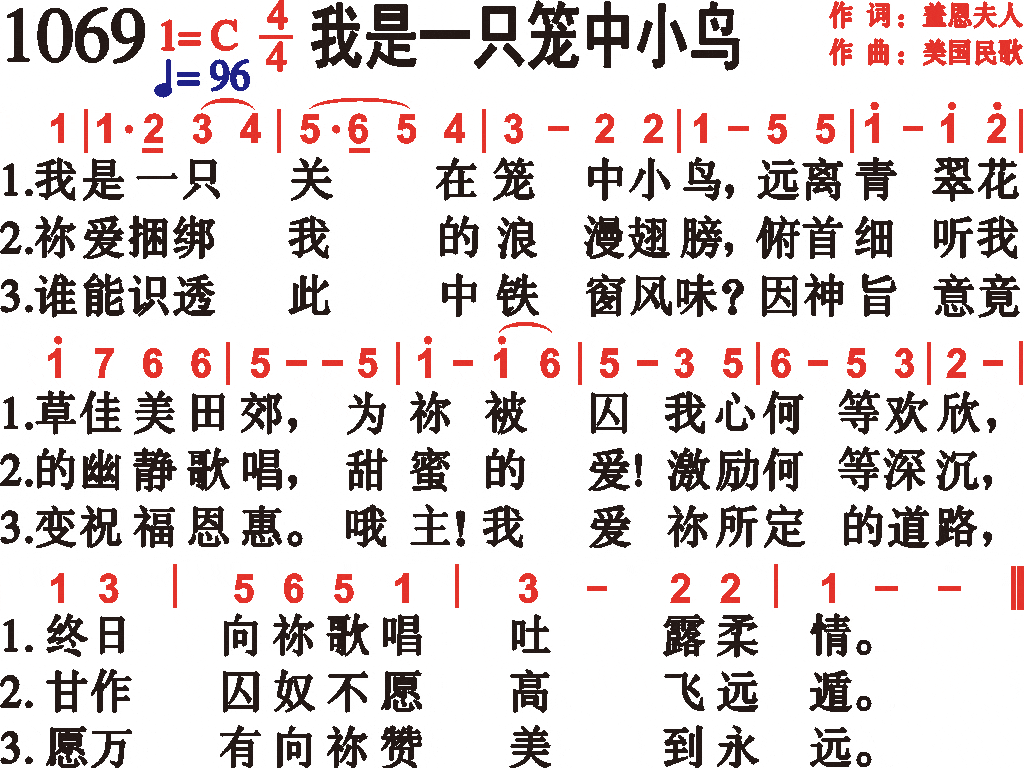 1069 1=C 4/4 我是一只笼中小鸟 作 词：盖恩夫人
♩=96 作 曲：美国民歌
1 | 1· 2 3 4 | 5· 6 5 4 | 3 - 2 2 | 1 - 5 5 | i - i 2̇ |
1.我是一只 关 在笼 中小鸟，远离青 翠花
2.祢爱捆绑 我 的浪 漫翅膀，俯首细 听我
3.谁能识透 此 中铁 窗风味？因神旨 意竟
i 7 6 6 | 5 - - 5 | i - i 6 | 5 - 3 5 | 6 - 5 3 | 2 - |
1.草佳美田郊，为祢被 囚我心何 等欢欣，
2.的幽静歌唱，甜蜜的 爱！激励何 等深沉，
3.变祝福恩惠。哦主！我 爱祢所定 的道路，
1 3 | 5 6 5 1 | 3 - 2 2 | 1 - - ‖
1. 终日 向祢歌唱 吐 露柔 情。
2. 甘作 囚奴不愿 高 飞远 遁。
3. 愿万 有向祢赞 美 到永 远。